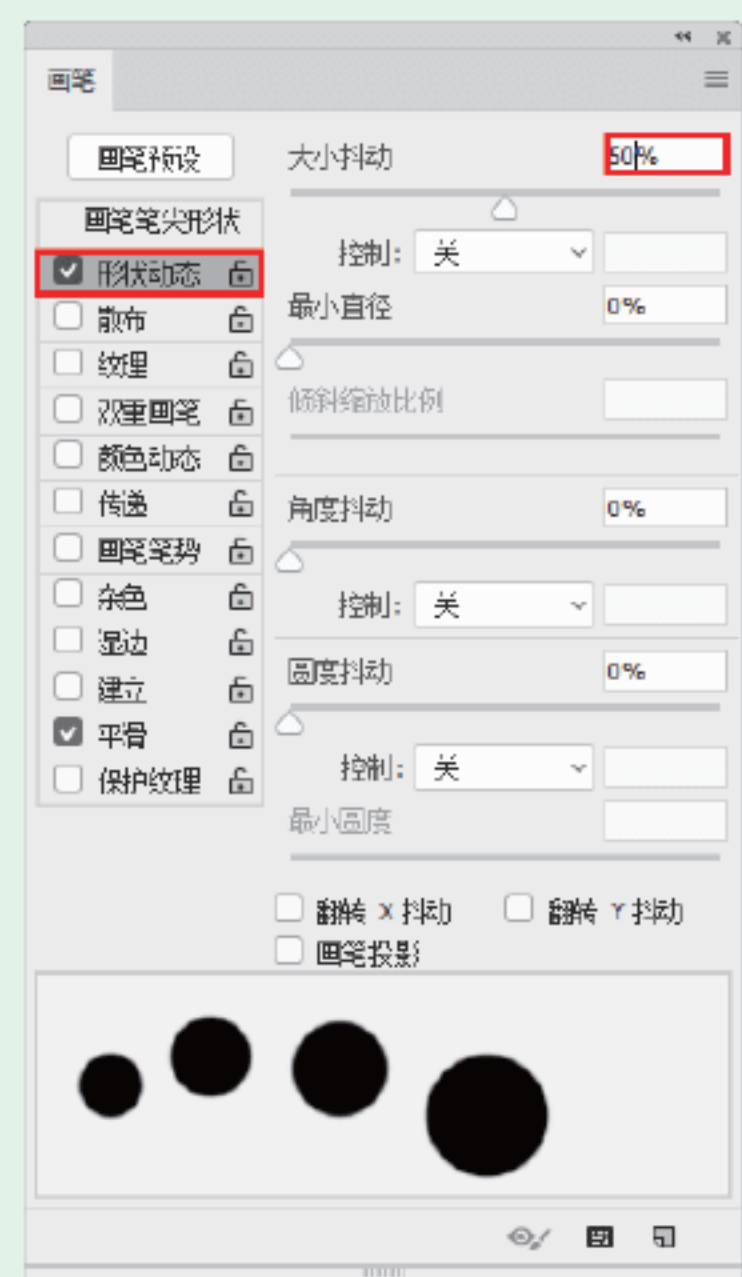 画笔
画笔预设
大小抖动 50%
画笔笔尖形状
控制： 关
形状动态
最小直径 0%
散布
纹理
倾斜缩放比例
双重画笔
颜色动态
传递
角度抖动 0%
画笔笔势
控制： 关
杂色
湿边
圆度抖动 0%
建立
平滑
控制： 关
保护纹理
最小圆度
翻转 X 抖动 翻转 Y 抖动
画笔投影